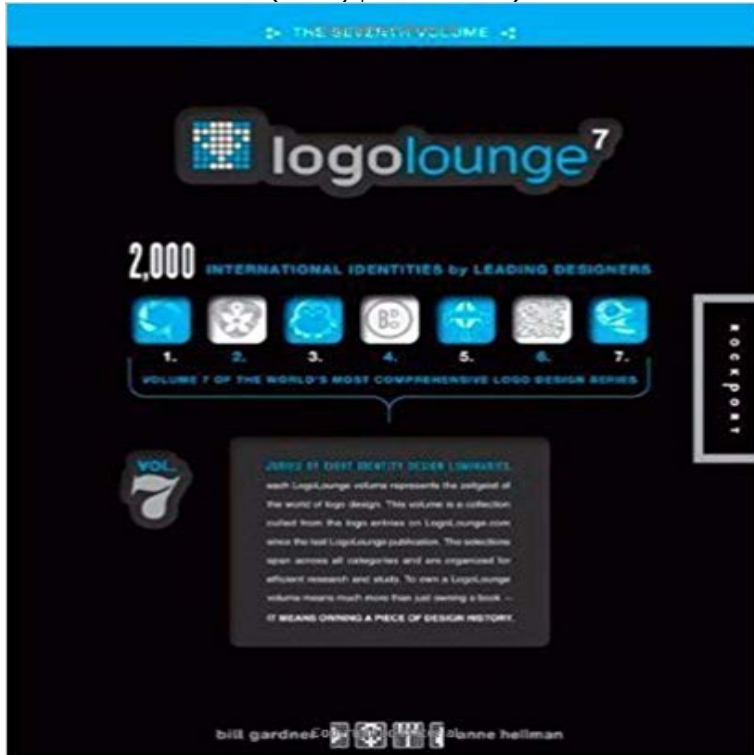 THE SEVENTH VOLUME
logolounge 7
2,000 INTERNATIONAL IDENTITIES by LEADING DESIGNERS
1. 2. 3. 4. 5. 6. 7.
VOLUME 7 OF THE WORLD'S MOST COMPREHENSIVE LOGO DESIGN SERIES
ROCKPORT
VOL.
7
JUDGED BY EIGHT IDENTITY DESIGN LUMINARIES,
each LogoLounge volume represents the zeitgeist of
the world of logo design. This volume is a collection
culled from the logo entries on LogoLounge.com
since the last LogoLounge publication. The selections
span across all categories and are organized for
efficient research and study. To own a LogoLounge
volume means much more than just owning a book —
IT MEANS OWNING A PIECE OF DESIGN HISTORY.
bill gardner anne hellman